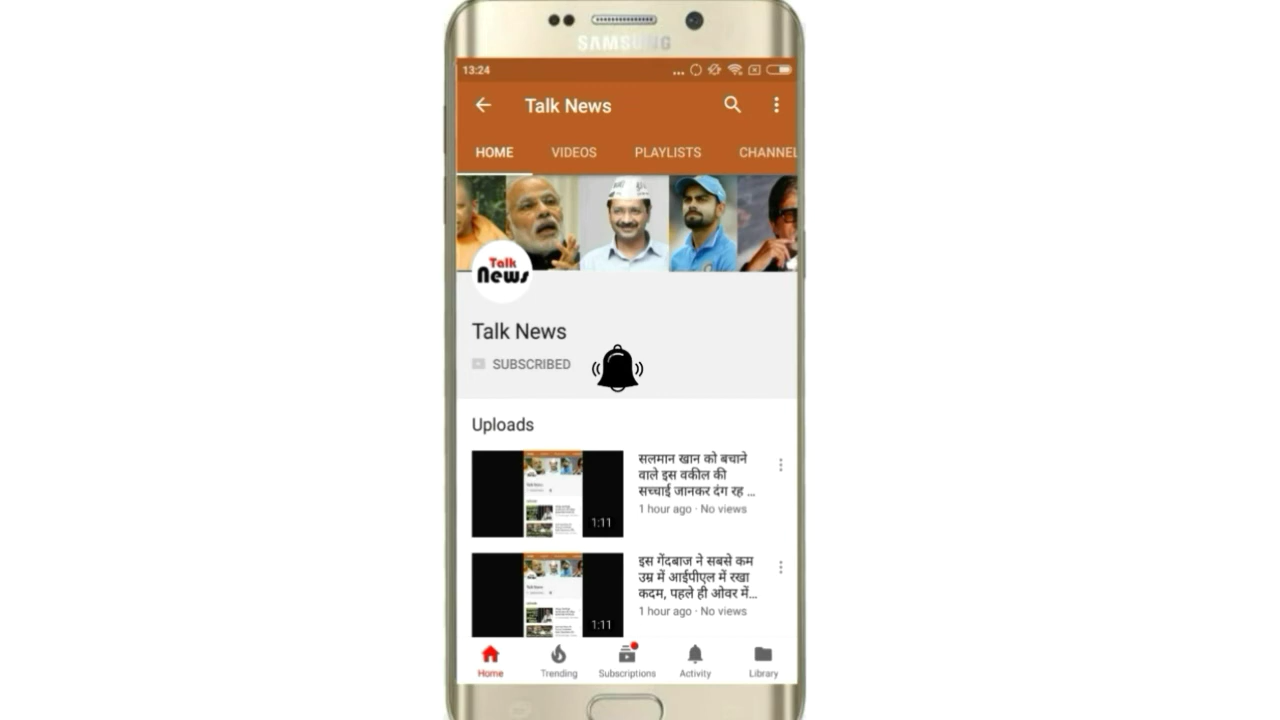 SAMSUNG
13:24
Talk News
HOME VIDEOS PLAYLISTS CHANNEL
Talk
News
Talk News
SUBSCRIBED
Uploads
सलमान खान को बचाने
वाले इस वकील की
सच्चाई जानकर दंग रह ...
1 hour ago · No views
1:11
इस गेंदबाज ने सबसे कम
उम्र में आईपीएल में रखा
कदम, पहले ही ओवर में...
1 hour ago · No views
1:11
Home Trending Subscriptions Activity Library